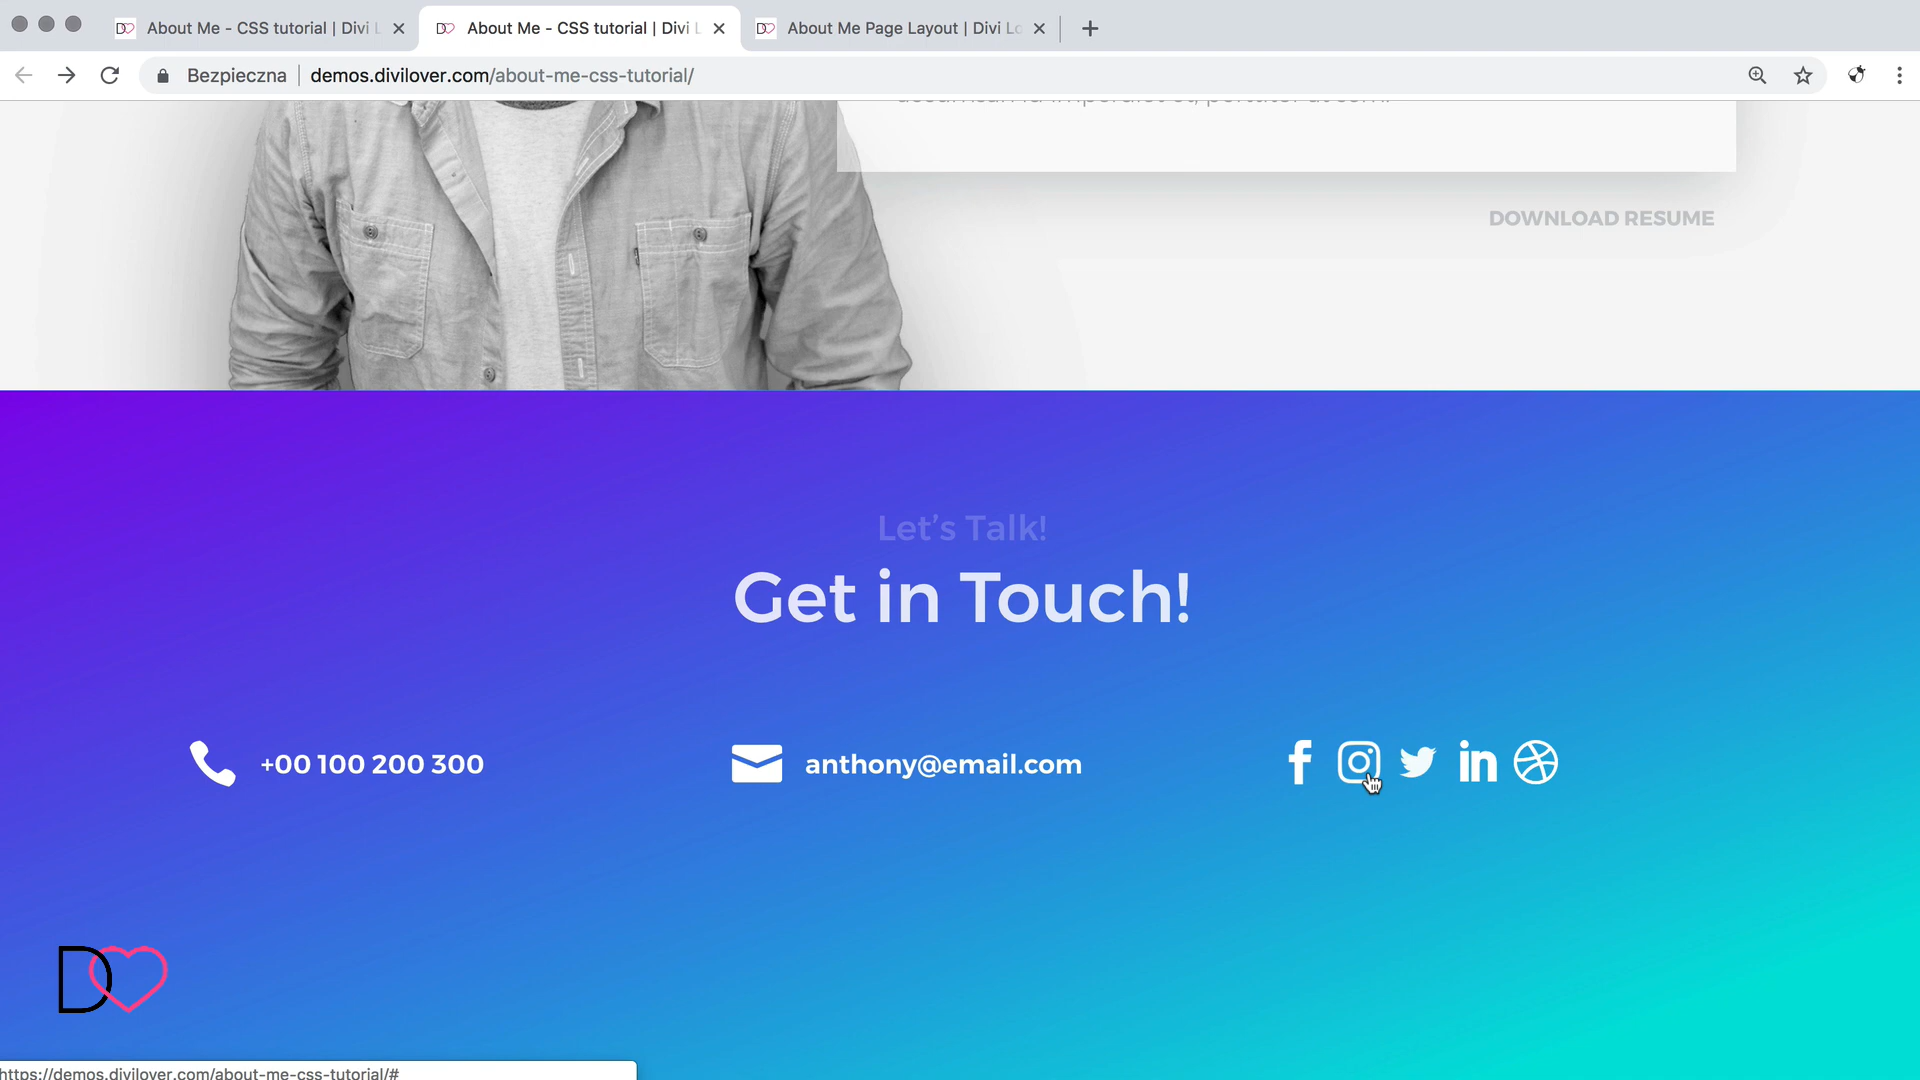 About Me - CSS tutorial | Divi L
About Me - CSS tutorial | Divi L
About Me Page Layout | Divi Lo
Bezpieczna
demos.divilover.com/about-me-css-tutorial/
DOWNLOAD RESUME
Let's Talk!
Get in Touch!
+00 100 200 300
anthony@email.com
https://demos.divilover.com/about-me-css-tutorial/#